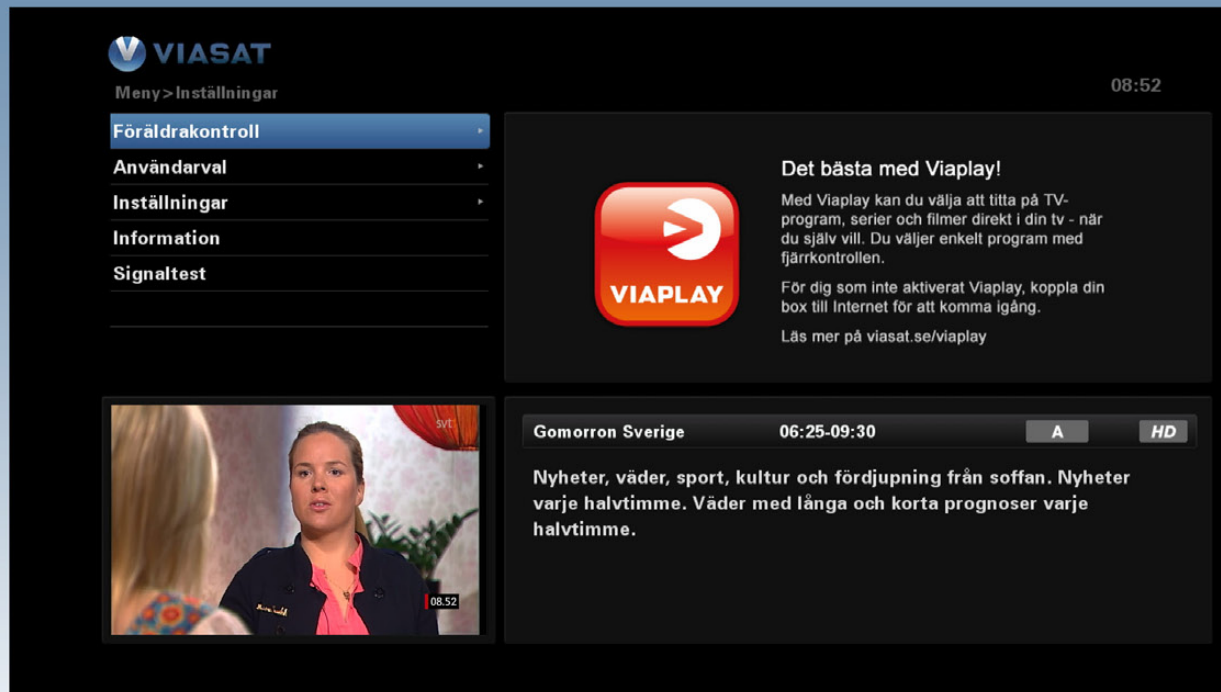 VIASAT
Meny>Inställningar
08:52
Föräldrakontroll
Användarval
Inställningar
Information
Signaltest
VIAPLAY
Det bästa med Viaplay!
Med Viaplay kan du välja att titta på TV-
program, serier och filmer direkt i din tv - när
du själv vill. Du väljer enkelt program med
fjärrkontrollen.
För dig som inte aktiverat Viaplay, koppla din
box till Internet för att komma igång.
Läs mer på viasat.se/viaplay
svt
08.52
Gomorron Sverige 06:25-09:30 A HD
Nyheter, väder, sport, kultur och fördjupning från soffan. Nyheter
varje halvtimme. Väder med långa och korta prognoser varje
halvtimme.